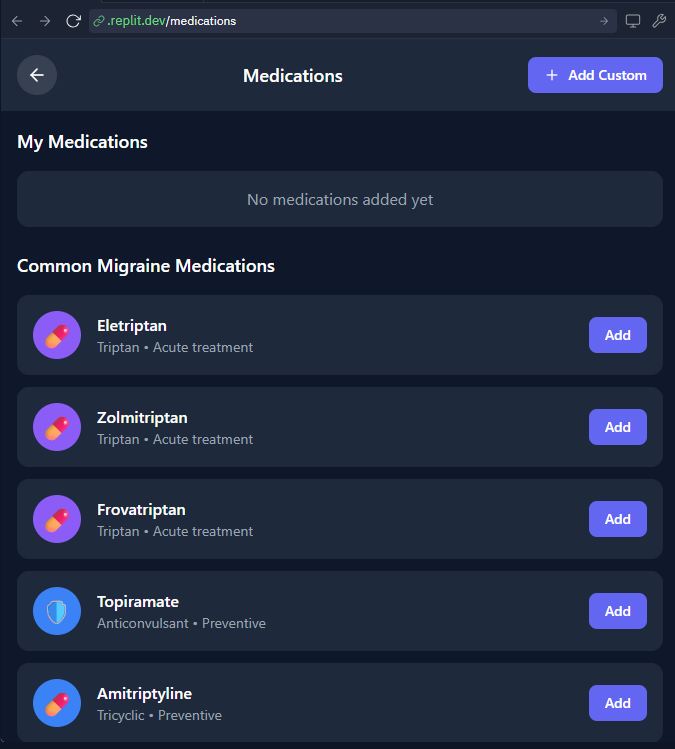 .replit.dev/medications
Medications
+ Add Custom
My Medications
No medications added yet
Common Migraine Medications
Eletriptan
Triptan • Acute treatment
Add
Zolmitriptan
Triptan • Acute treatment
Add
Frovatriptan
Triptan • Acute treatment
Add
Topiramate
Anticonvulsant • Preventive
Add
Amitriptyline
Tricyclic • Preventive
Add